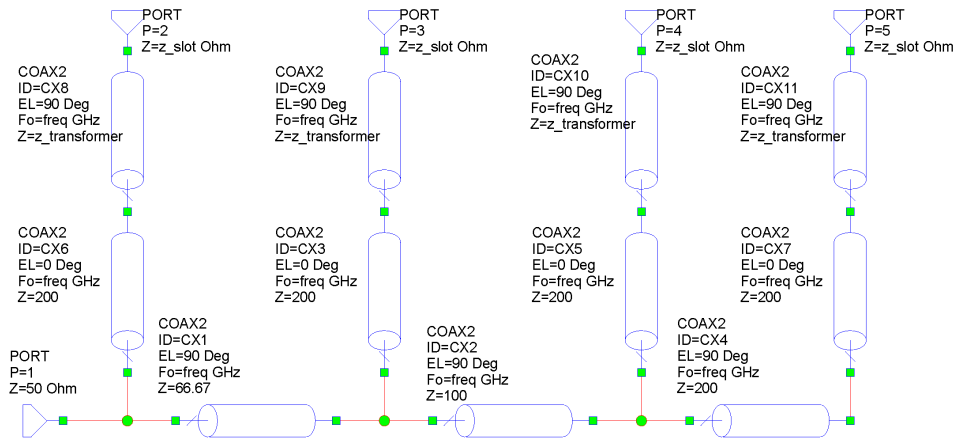 PORT
P=2
Z=z_slot Ohm
PORT
P=3
Z=z_slot Ohm
PORT
P=4
Z=z_slot Ohm
PORT
P=5
Z=z_slot Ohm
COAX2
ID=CX8
EL=90 Deg
Fo=freq GHz
Z=z_transformer
COAX2
ID=CX9
EL=90 Deg
Fo=freq GHz
Z=z_transformer
COAX2
ID=CX10
EL=90 Deg
Fo=freq GHz
Z=z_transformer
COAX2
ID=CX11
EL=90 Deg
Fo=freq GHz
Z=z_transformer
COAX2
ID=CX6
EL=0 Deg
Fo=freq GHz
Z=200
COAX2
ID=CX3
EL=0 Deg
Fo=freq GHz
Z=200
COAX2
ID=CX5
EL=0 Deg
Fo=freq GHz
Z=200
COAX2
ID=CX7
EL=0 Deg
Fo=freq GHz
Z=200
PORT
P=1
Z=50 Ohm
COAX2
ID=CX1
EL=90 Deg
Fo=freq GHz
Z=66.67
COAX2
ID=CX2
EL=90 Deg
Fo=freq GHz
Z=100
COAX2
ID=CX4
EL=90 Deg
Fo=freq GHz
Z=200